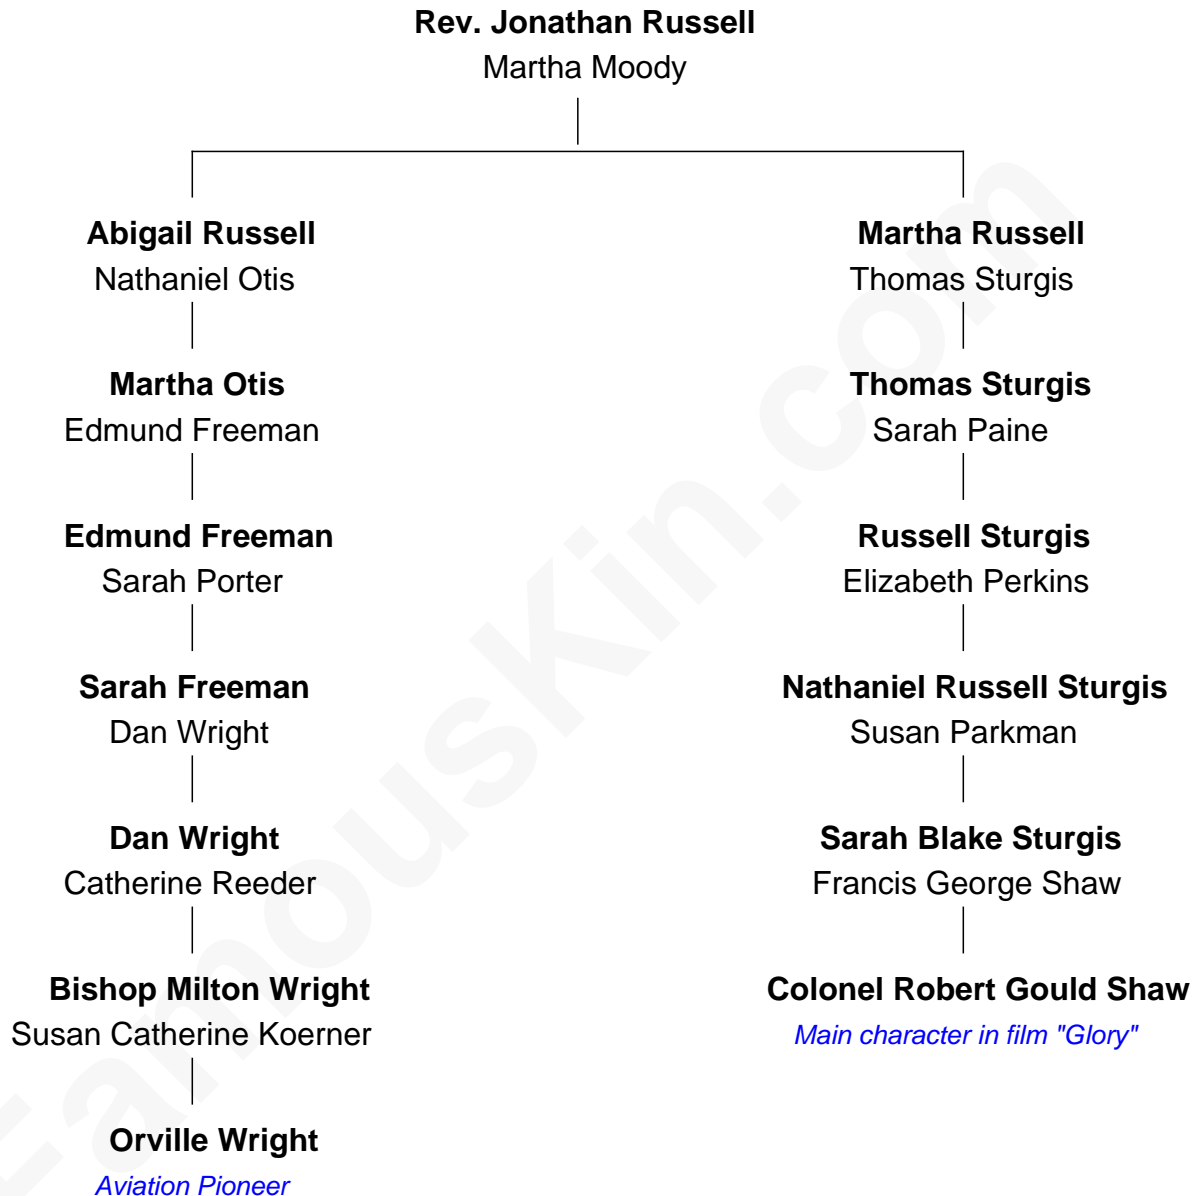 Rev. Jonathan Russell
Martha Moody
Abigail Russell
Nathaniel Otis
Martha Otis
Edmund Freeman
Edmund Freeman
Sarah Porter
Sarah Freeman
Dan Wright
Dan Wright
Catherine Reeder
Bishop Milton Wright
Susan Catherine Koerner
Orville Wright
Aviation Pioneer
Martha Russell
Thomas Sturgis
Thomas Sturgis
Sarah Paine
Russell Sturgis
Elizabeth Perkins
Nathaniel Russell Sturgis
Susan Parkman
Sarah Blake Sturgis
Francis George Shaw
Colonel Robert Gould Shaw
Main character in film "Glory"
FamousKin.com